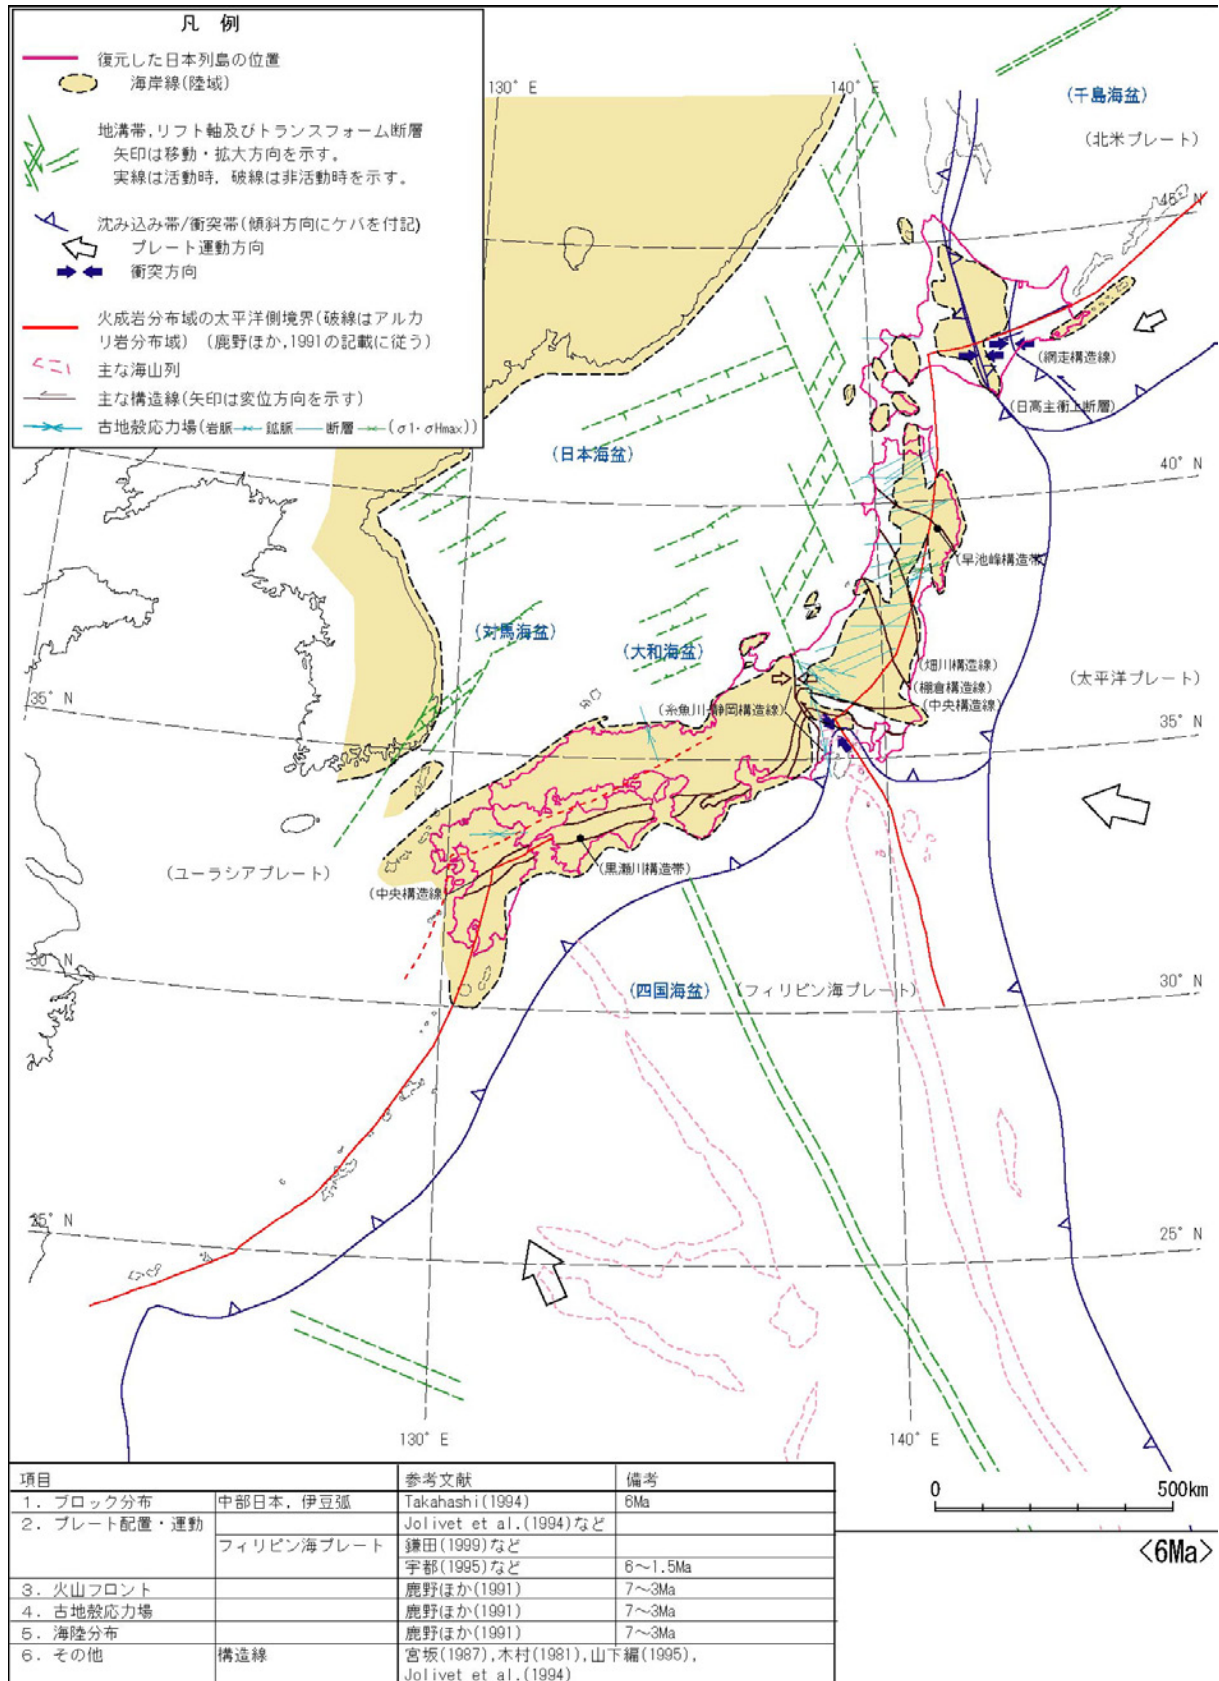 凡 例
復元した日本列島の位置
海岸線(陸域)
地溝帯,リフト軸及びトランスフォーム断層
矢印は移動・拡大方向を示す。
実線は活動時, 破線は非活動時を示す。
沈み込み帯/衝突帯(傾斜方向にケバを付記)
プレート運動方向
衝突方向
火成岩分布域の太平洋側境界(破線はアルカ
リ岩分布域) (鹿野ほか,1991の記載に従う)
主な海山列
主な構造線(矢印は変位方向を示す)
古地殻応力場(岩脈 鉱脈 断層 (σ1・σHmax))
130° E
140° E
(千島海盆)
(北米プレート)
45° N
(網走構造線)
(日高主衝上断層)
(日本海盆)
40° N
(早池峰構造帯)
(対馬海盆)
(大和海盆)
(畑川構造線)
(棚倉構造線)
(中央構造線)
(太平洋プレート)
(糸魚川-静岡構造線)
35° N
35° N
(ユーラシアプレート)
(中央構造線)
(黒瀬川構造帯)
30° N
(四国海盆)
(フィリピン海プレート)
30° N
25° N
25° N
130° E
140° E
項目 参考文献 備考
1. ブロック分布 中部日本, 伊豆弧 Takahashi(1994) 6Ma
2. プレート配置・運動 Jolivet et al.(1994)など
フィリピン海プレート 鎌田(1999)など
宇都(1995)など 6〜1.5Ma
3. 火山フロント 鹿野ほか(1991) 7〜3Ma
4. 古地殻応力場 鹿野ほか(1991) 7〜3Ma
5. 海陸分布 鹿野ほか(1991) 7〜3Ma
6. その他 構造線 宮坂(1987),木村(1981),山下編(1995),
Jolivet et al.(1994)
0 500km
<6Ma>